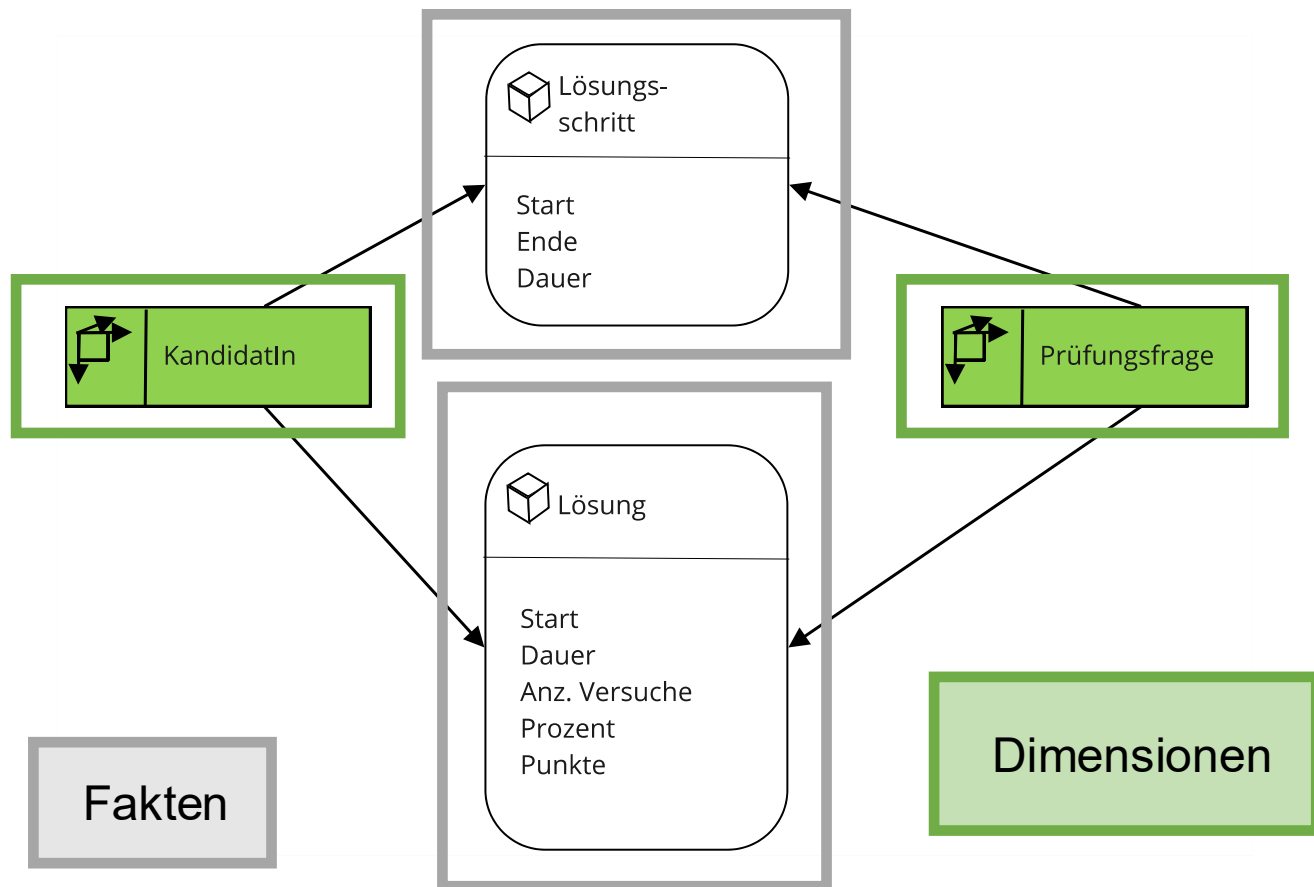 Lösungs-
schritt
Start
Ende
Dauer
KandidatIn
Prüfungsfrage
Lösung
Start
Dauer
Anz. Versuche
Prozent
Punkte
Fakten
Dimensionen